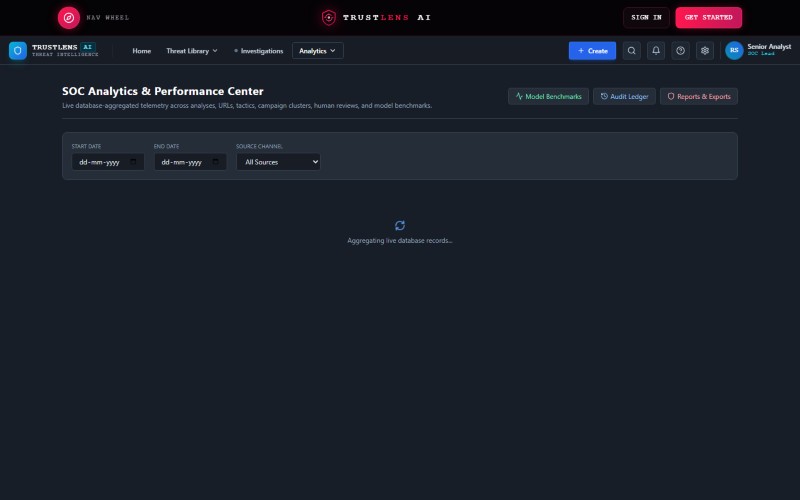 NAV WHEEL
TRUSTLENS AI
SIGN IN
GET STARTED
TRUSTLENS AI
THREAT INTELLIGENCE
Home
Threat Library
Investigations
Analytics
+ Create
RS
Senior Analyst
SOC Lead
SOC Analytics & Performance Center
Live database-aggregated telemetry across analyses, URLs, tactics, campaign clusters, human reviews, and model benchmarks.
Model Benchmarks
Audit Ledger
Reports & Exports
START DATE
END DATE
SOURCE CHANNEL
dd-mm-yyyy
dd-mm-yyyy
All Sources
Aggregating live database records...